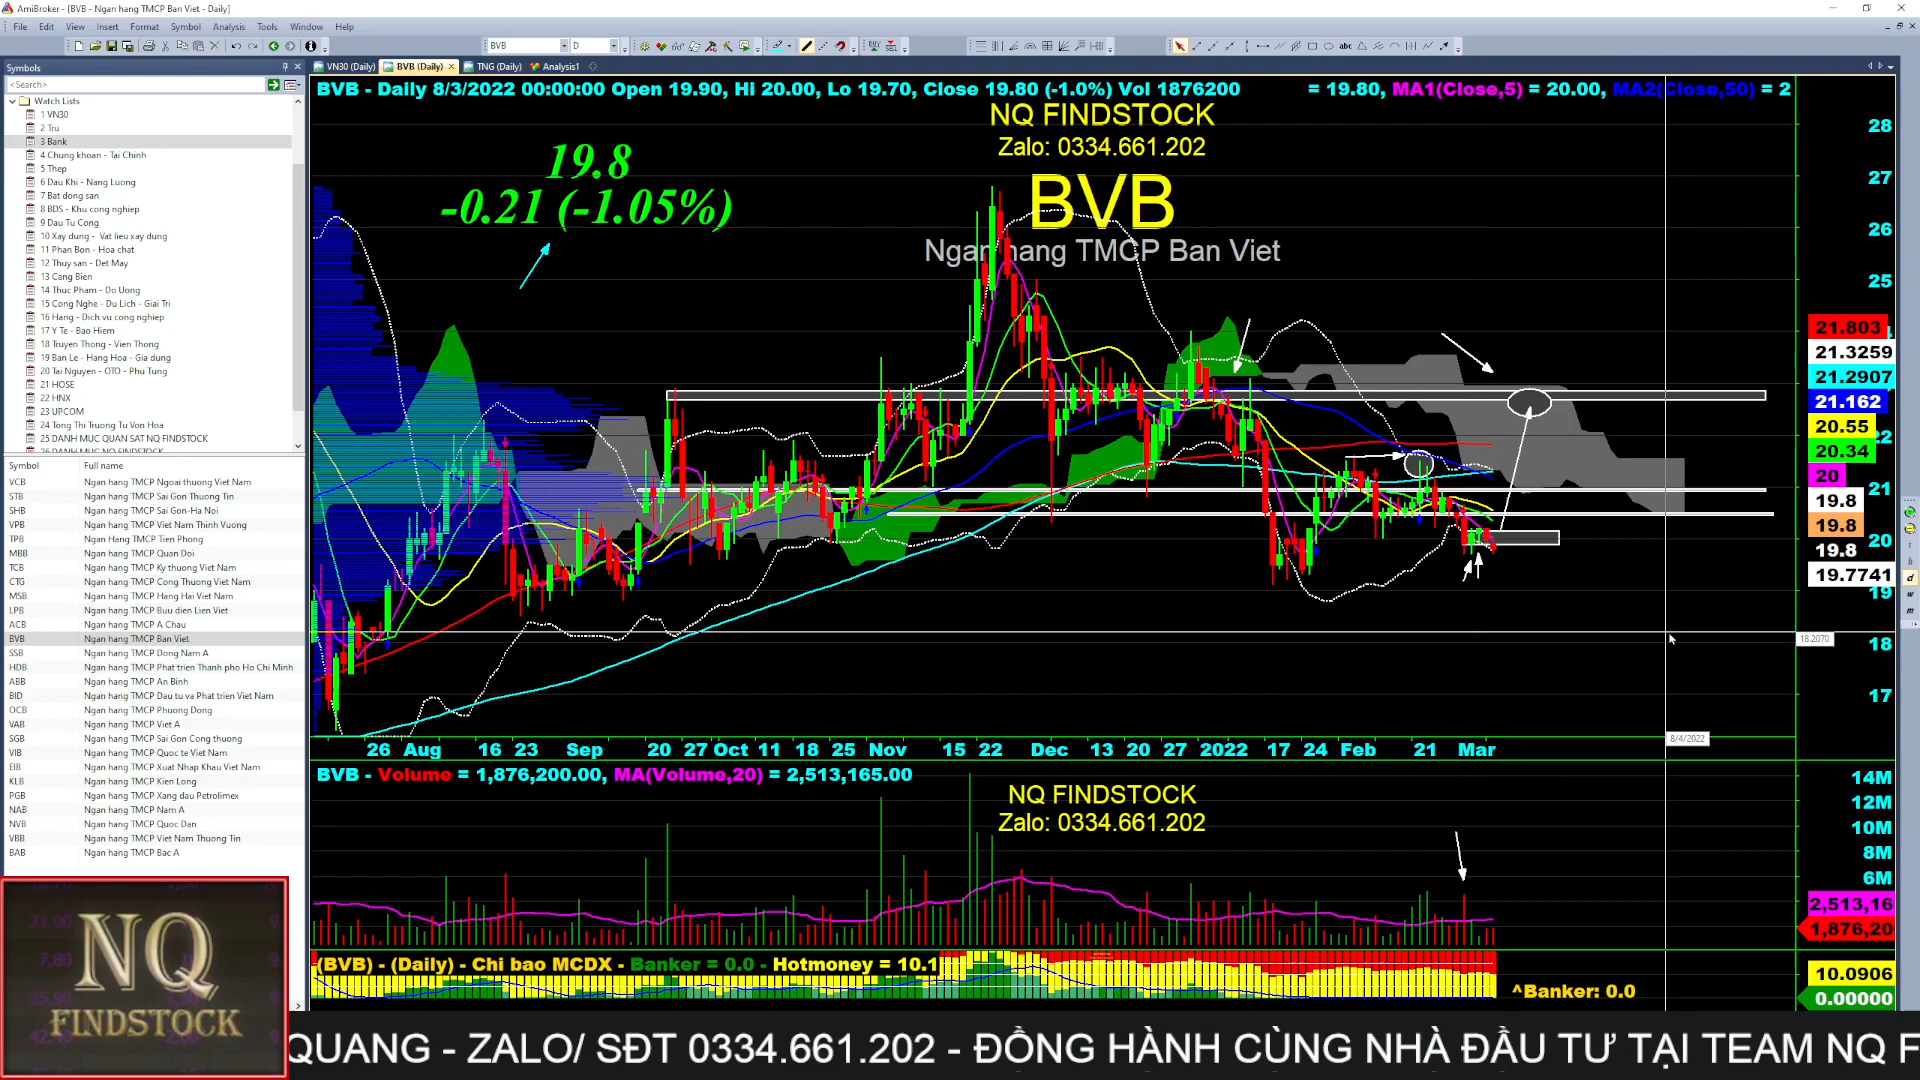 AmiBroker - [BVB - Ngan hang TMCP Ban Viet - Daily]
File Edit View Insert Format Symbol Analysis Tools Window Help
BVB D
Symbols
VN30 (Daily) BVB (Daily) TNG (Daily) Analysis1
<Search>
Watch Lists
1 VN30
2 Tru
3 Bank
4 Chung khoan - Tai Chinh
5 Thep
6 Dau Khi - Nang Luong
7 Bat dong san
8 BDS - Khu cong nghiep
9 Dau Tu Cong
10 Xay dung - Vat lieu xay dung
11 Phan Bon - Hoa chat
12 Thuy san - Det May
13 Cang Bien
14 Thuc Pham - Do Uong
15 Cong Nghe - Du Lich - Giai Tri
16 Hang - Dich vu cong nghiep
17 Y Te - Bao Hiem
18 Truyen Thong - Vien Thong
19 Ban Le - Hang Hoa - Gia dung
20 Tai Nguyen - OTO - Phu Tung
21 HOSE
22 HNX
23 UPCOM
24 Tong Thi Truong Tu Von Hoa
25 DANH MUC QUAN SAT NQ FINDSTOCK
Symbol Full name
VCB Ngan hang TMCP Ngoai thuong Viet Nam
STB Ngan hang TMCP Sai Gon Thuong Tin
SHB Ngan hang TMCP Sai Gon-Ha Noi
VPB Ngan hang TMCP Viet Nam Thinh Vuong
TPB Ngan Hang TMCP Tien Phong
MBB Ngan hang TMCP Quan Doi
TCB Ngan hang TMCP Ky thuong Viet Nam
CTG Ngan hang TMCP Cong Thuong Viet Nam
MSB Ngan hang TMCP Hang Hai Viet Nam
LPB Ngan hang TMCP Buu dien Lien Viet
ACB Ngan hang TMCP A Chau
BVB Ngan hang TMCP Ban Viet
SSB Ngan hang TMCP Dong Nam A
HDB Ngan hang TMCP Phat trien Thanh pho Ho Chi Minh
ABB Ngan hang TMCP An Binh
BID Ngan hang TMCP Dau tu va Phat trien Viet Nam
OCB Ngan hang TMCP Phuong Dong
VAB Ngan hang TMCP Viet A
SGB Ngan hang TMCP Sai Gon Cong thuong
VIB Ngan hang TMCP Quoc te Viet Nam
EIB Ngan hang TMCP Xuat Nhap Khau Viet Nam
KLB Ngan hang TMCP Kien Long
PGB Ngan hang TMCP Xang dau Petrolimex
NAB Ngan hang TMCP Nam A
NVB Ngan hang TMCP Quoc Dan
VBB Ngan hang TMCP Viet Nam Thuong Tin
BAB Ngan hang TMCP Bac A
BVB - Daily 8/3/2022 00:00:00 Open 19.90, Hi 20.00, Lo 19.70, Close 19.80 (-1.0%) Vol 1876200 = 19.80, MA1(Close,5) = 20.00, MA2(Close,50) = 2
NQ FINDSTOCK
Zalo: 0334.661.202
BVB
Ngan hang TMCP Ban Viet
19.8
-0.21 (-1.05%)
28
27
26
25
21.803
21.3259
21.2907
21.162
20.55
22
20.34
20
21
19.8
19.8
20
19.8
19.7741
19
18.2070
18
17
8/4/2022
26 Aug 16 23 Sep 20 27 Oct 11 18 25 Nov 15 22 Dec 13 20 27 2022 17 24 Feb 21 Mar
BVB - Volume = 1,876,200.00, MA(Volume,20) = 2,513,165.00
NQ FINDSTOCK
Zalo: 0334.661.202
14M
12M
10M
8M
6M
2,513,16
1,876,20
(BVB) - (Daily) - Chi bao MCDX - Banker = 0.0 - Hotmoney = 10.1
^Banker: 0.0
10.0906
0.00000
NQ
FINDSTOCK
QUANG - ZALO/ SĐT 0334.661.202 - ĐỒNG HÀNH CÙNG NHÀ ĐẦU TƯ TẠI TEAM NQ F